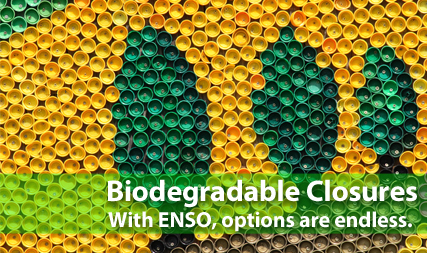 Biodegradable Closures
With ENSO, options are endless.